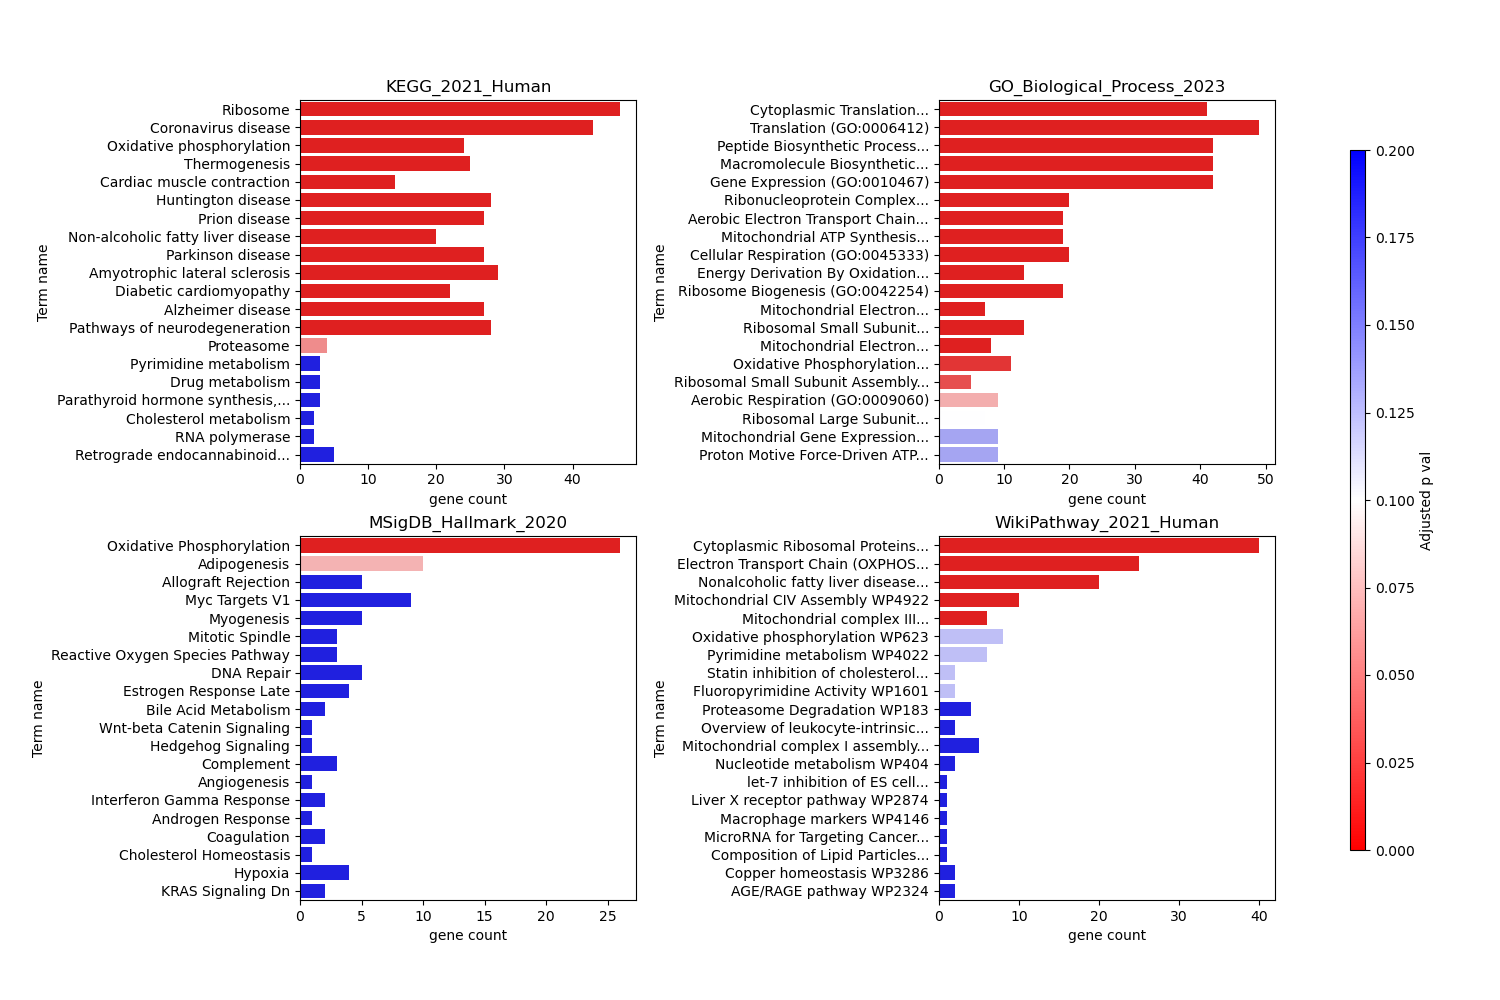 KEGG_2021_Human
Term name
Ribosome
Coronavirus disease
Oxidative phosphorylation
Thermogenesis
Cardiac muscle contraction
Huntington disease
Prion disease
Non-alcoholic fatty liver disease
Parkinson disease
Amyotrophic lateral sclerosis
Diabetic cardiomyopathy
Alzheimer disease
Pathways of neurodegeneration
Proteasome
Pyrimidine metabolism
Drug metabolism
Parathyroid hormone synthesis,...
Cholesterol metabolism
RNA polymerase
Retrograde endocannabinoid...
0 10 20 30 40
gene count
GO_Biological_Process_2023
Term name
Cytoplasmic Translation...
Translation (GO:0006412)
Peptide Biosynthetic Process...
Macromolecule Biosynthetic...
Gene Expression (GO:0010467)
Ribonucleoprotein Complex...
Aerobic Electron Transport Chain...
Mitochondrial ATP Synthesis...
Cellular Respiration (GO:0045333)
Energy Derivation By Oxidation...
Ribosome Biogenesis (GO:0042254)
Mitochondrial Electron...
Ribosomal Small Subunit...
Mitochondrial Electron...
Oxidative Phosphorylation...
Ribosomal Small Subunit Assembly...
Aerobic Respiration (GO:0009060)
Ribosomal Large Subunit...
Mitochondrial Gene Expression...
Proton Motive Force-Driven ATP...
0 10 20 30 40 50
gene count
MSigDB_Hallmark_2020
Term name
Oxidative Phosphorylation
Adipogenesis
Allograft Rejection
Myc Targets V1
Myogenesis
Mitotic Spindle
Reactive Oxygen Species Pathway
DNA Repair
Estrogen Response Late
Bile Acid Metabolism
Wnt-beta Catenin Signaling
Hedgehog Signaling
Complement
Angiogenesis
Interferon Gamma Response
Androgen Response
Coagulation
Cholesterol Homeostasis
Hypoxia
KRAS Signaling Dn
0 5 10 15 20 25
gene count
WikiPathway_2021_Human
Term name
Cytoplasmic Ribosomal Proteins...
Electron Transport Chain (OXPHOS...
Nonalcoholic fatty liver disease...
Mitochondrial CIV Assembly WP4922
Mitochondrial complex III...
Oxidative phosphorylation WP623
Pyrimidine metabolism WP4022
Statin inhibition of cholesterol...
Fluoropyrimidine Activity WP1601
Proteasome Degradation WP183
Overview of leukocyte-intrinsic...
Mitochondrial complex I assembly...
Nucleotide metabolism WP404
let-7 inhibition of ES cell...
Liver X receptor pathway WP2874
Macrophage markers WP4146
MicroRNA for Targeting Cancer...
Composition of Lipid Particles...
Copper homeostasis WP3286
AGE/RAGE pathway WP2324
0 10 20 30 40
gene count
0.200
0.175
0.150
0.125
0.100
0.075
0.050
0.025
0.000
Adjusted p val